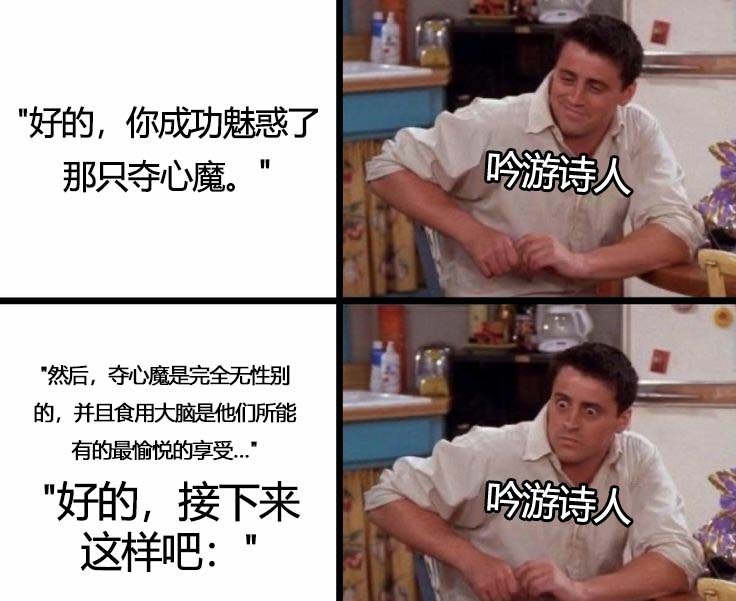 "好的，你成功魅惑了
那只夺心魔。"
吟游诗人
"然后，夺心魔是完全无性别
的，并且食用大脑是他们所能
有的最愉悦的享受..."
"好的，接下来
这样吧："
吟游诗人